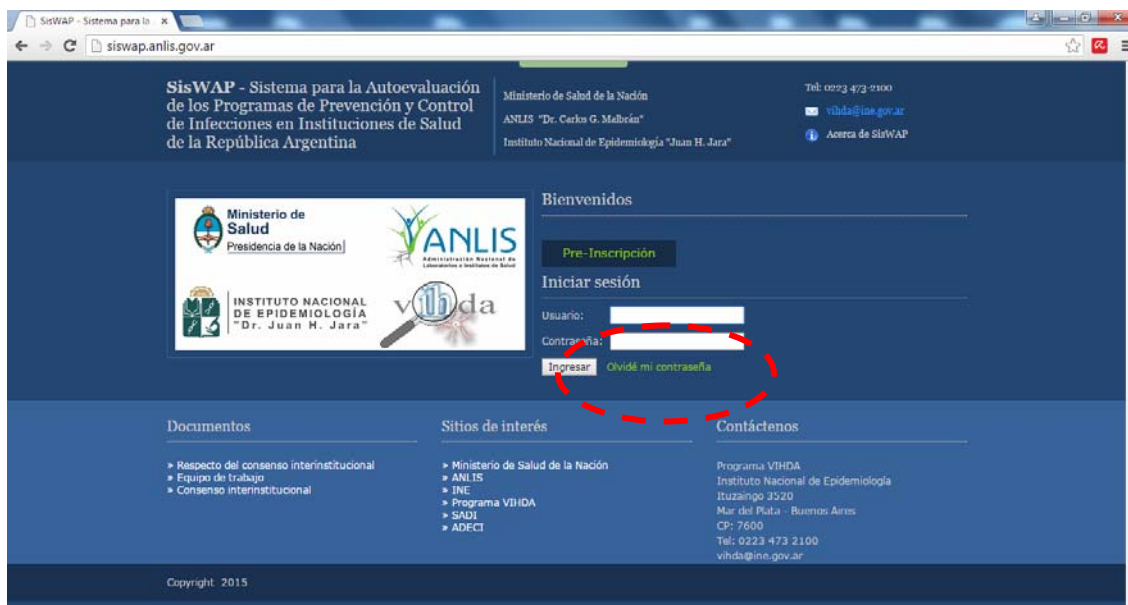 SisWAP - Sistema para la
siswap.anlis.gov.ar
SisWAP - Sistema para la Autoevaluación
de los Programas de Prevención y Control
de Infecciones en Instituciones de Salud
de la República Argentina
Ministerio de Salud de la Nación
ANLIS "Dr. Carlos G. Malbrán"
Instituto Nacional de Epidemiología "Juan H. Jara"
Tel: 0223 473-2100
vihda@ine.gov.ar
Acerca de SisWAP
Ministerio de
Salud
Presidencia de la Nación
ANLIS
Administración Nacional de
Laboratorios e Institutos de Salud
INSTITUTO NACIONAL
DE EPIDEMIOLOGÍA
"Dr. Juan H. Jara"
vihda
Bienvenidos
Pre-Inscripción
Iniciar sesión
Usuario:
Contraseña:
Ingresar Olvidé mi contraseña
Documentos
» Respecto del consenso interinstitucional
» Equipo de trabajo
» Consenso interinstitucional
Sitios de interés
» Ministerio de Salud de la Nación
» ANLIS
» INE
» Programa VIHDA
» SADI
» ADECI
Contáctenos
Programa VIHDA
Instituto Nacional de Epidemiología
Ituzaingo 3520
Mar del Plata - Buenos Aires
CP: 7600
Tel: 0223 473 2100
vihda@ine.gov.ar
Copyright 2015